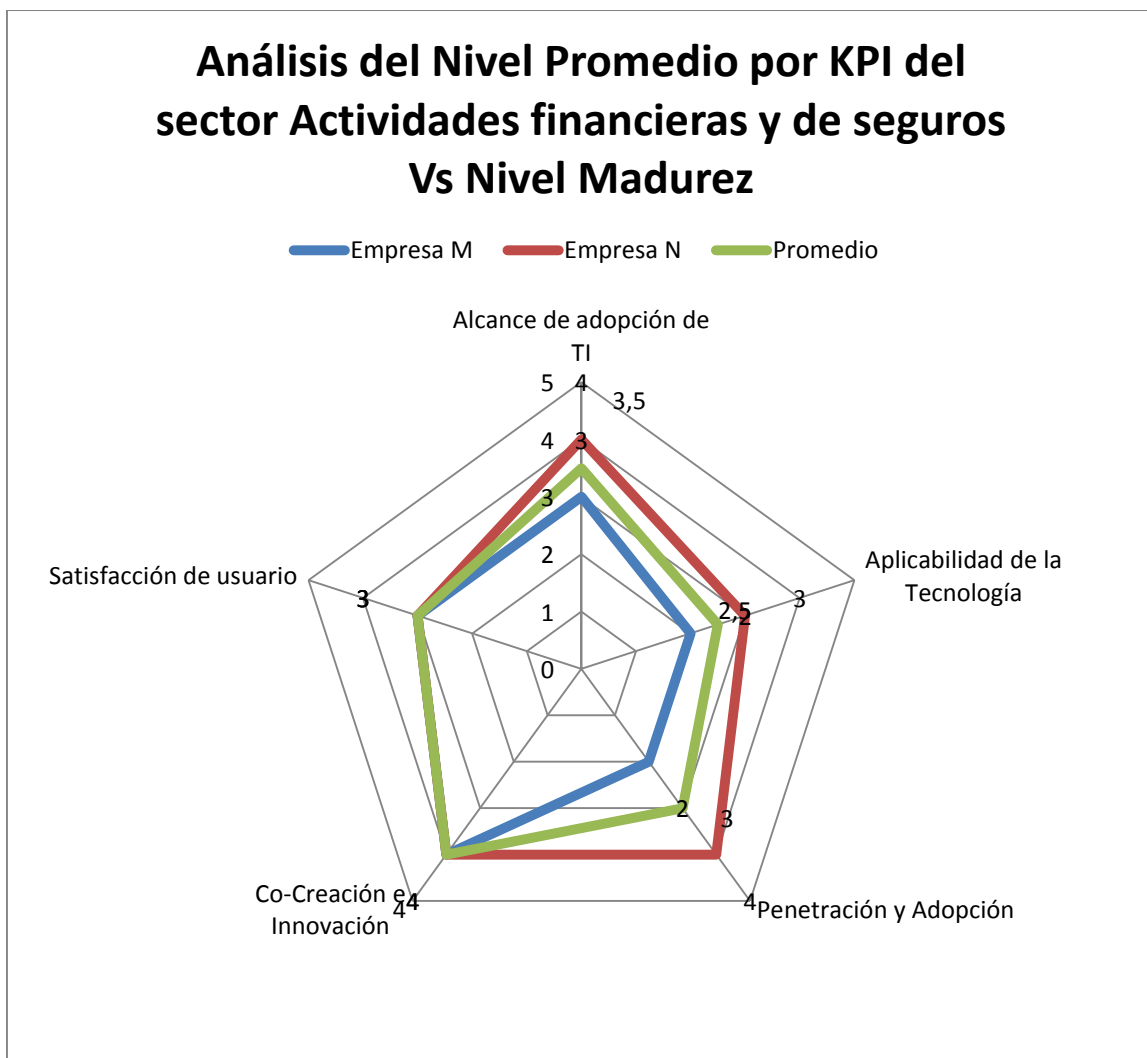 Análisis del Nivel Promedio por KPI del
sector Actividades financieras y de seguros
Vs Nivel Madurez
Empresa M Empresa N Promedio
Alcance de adopción de
TI
5 4
3,5
4 3
3
2
1
0
Aplicabilidad de la
Tecnología
3
2,5
2
Penetración y Adopción
2
3
4
Co-Creación e
Innovación
4
4
Satisfacción de usuario
3